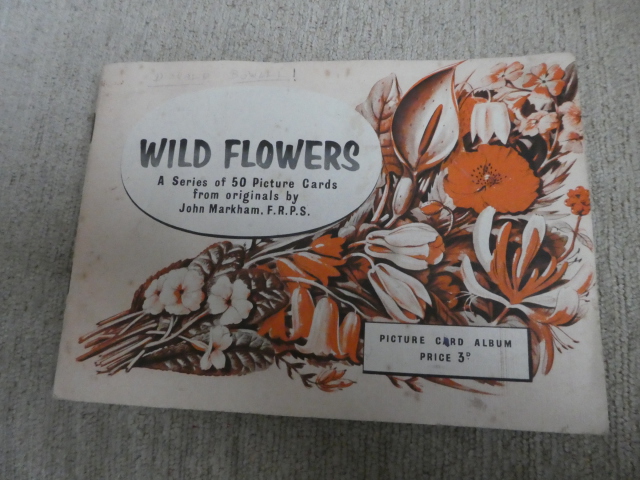 WILD FLOWERS
A Series of 50 Picture Cards
from originals by
John Markham, F.R.P.S.
PICTURE CARD ALBUM
PRICE 3D